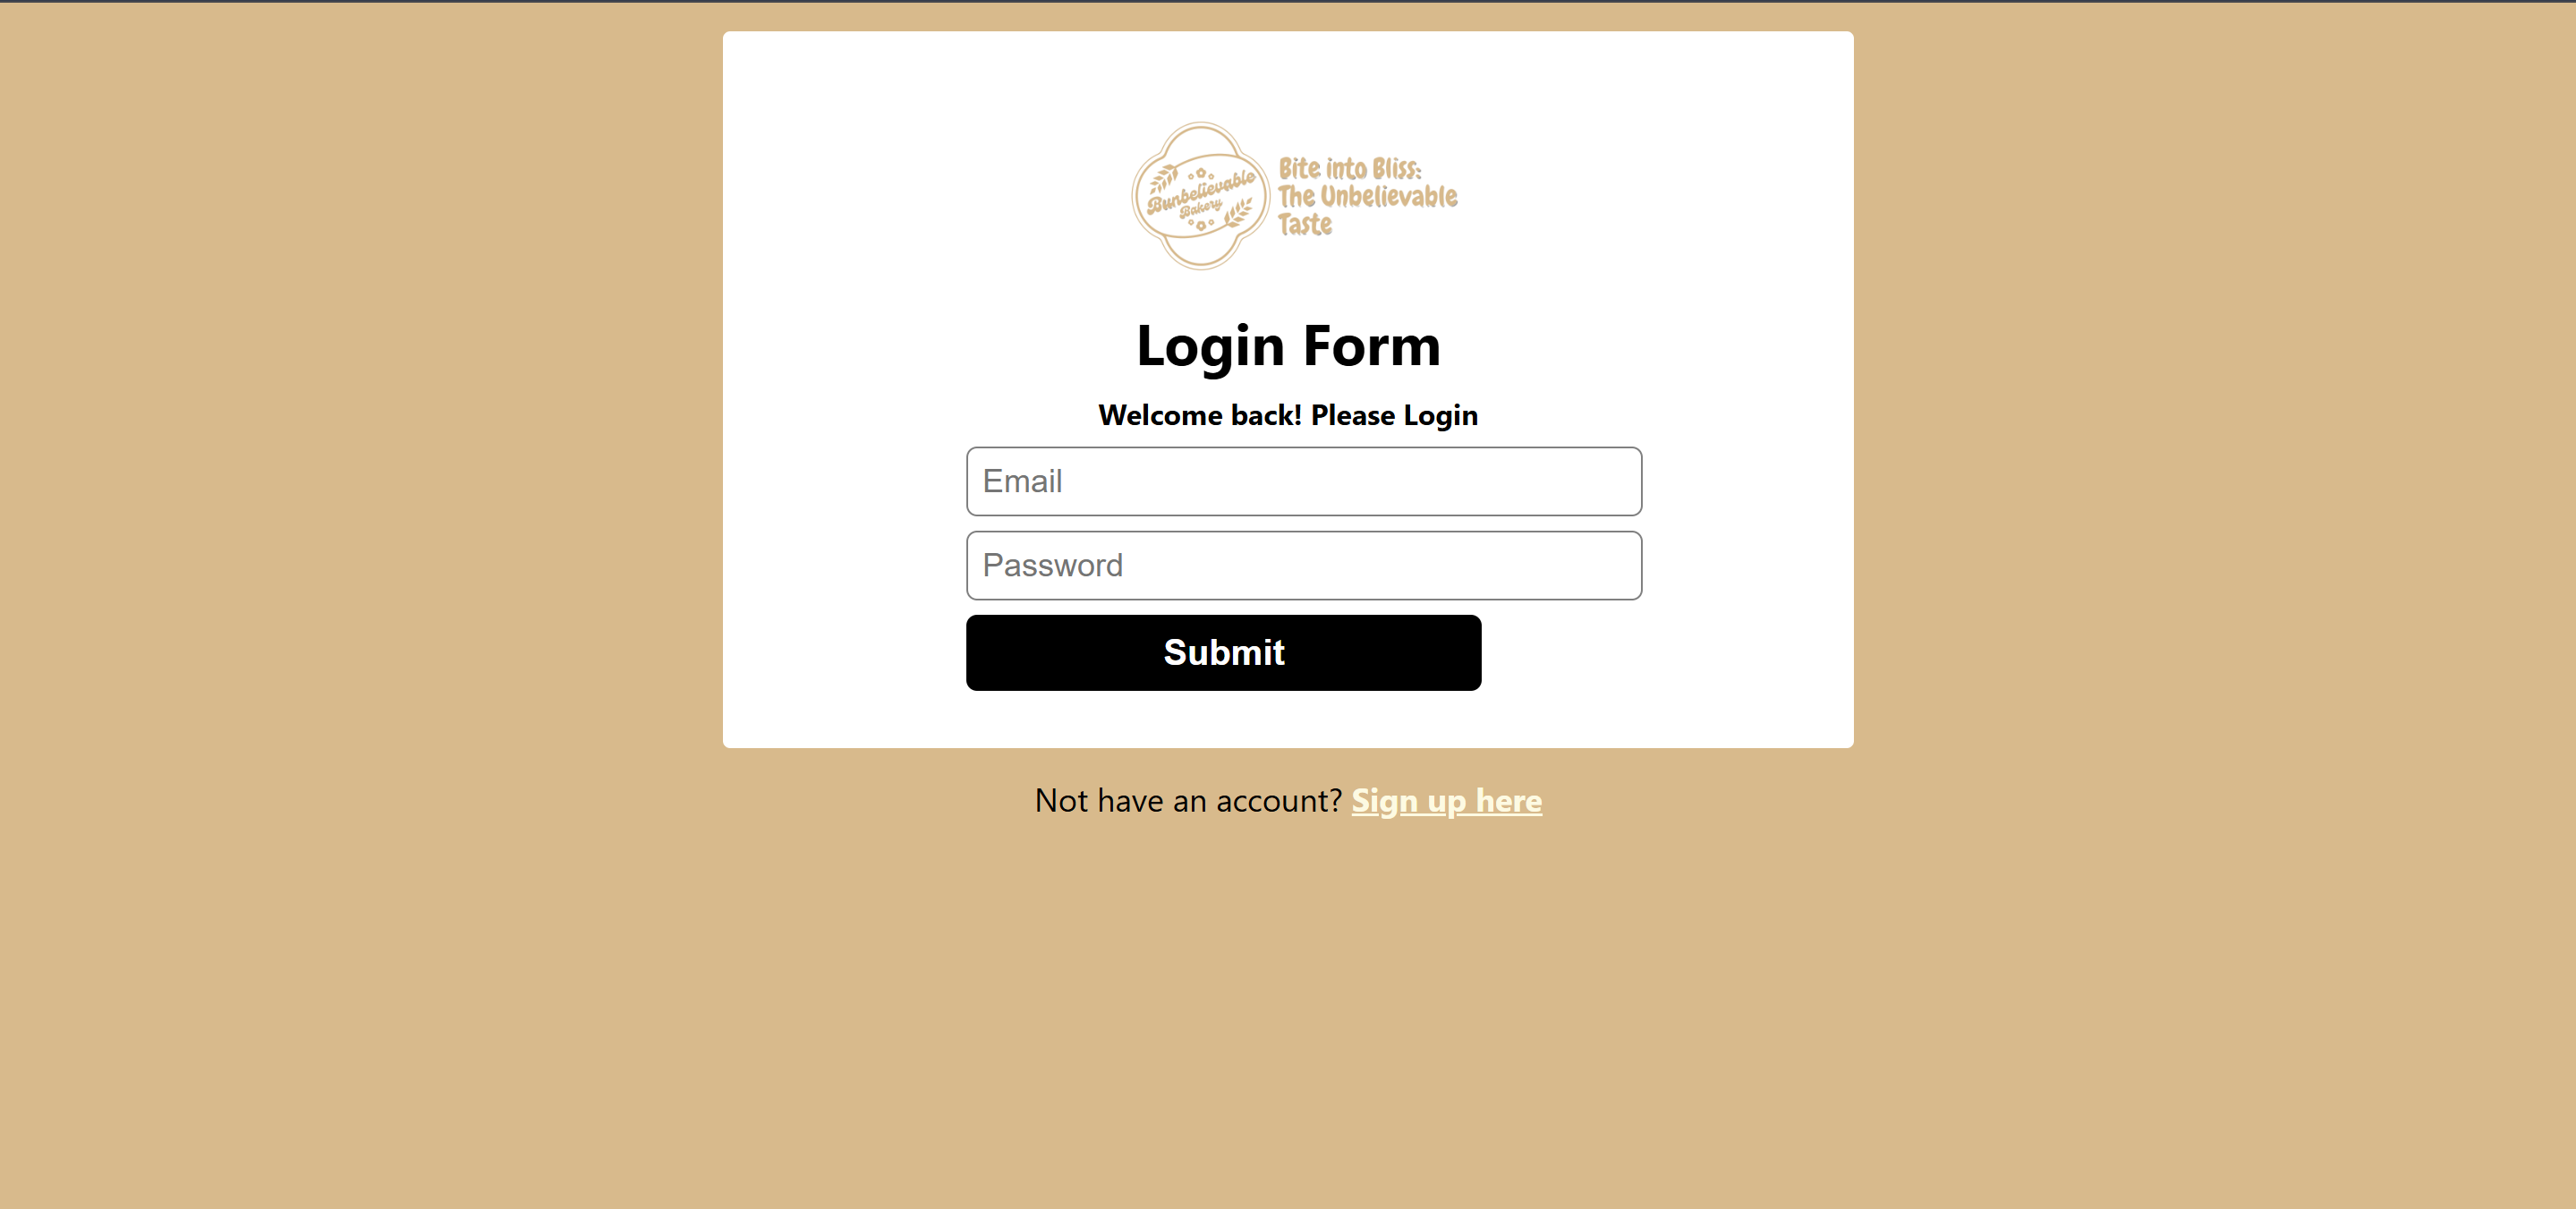 Bunbelievable
Bakery
Bite into Bliss:
The Unbelievable
Taste
Login Form
Welcome back! Please Login
Email
Password
Submit
Not have an account? Sign up here